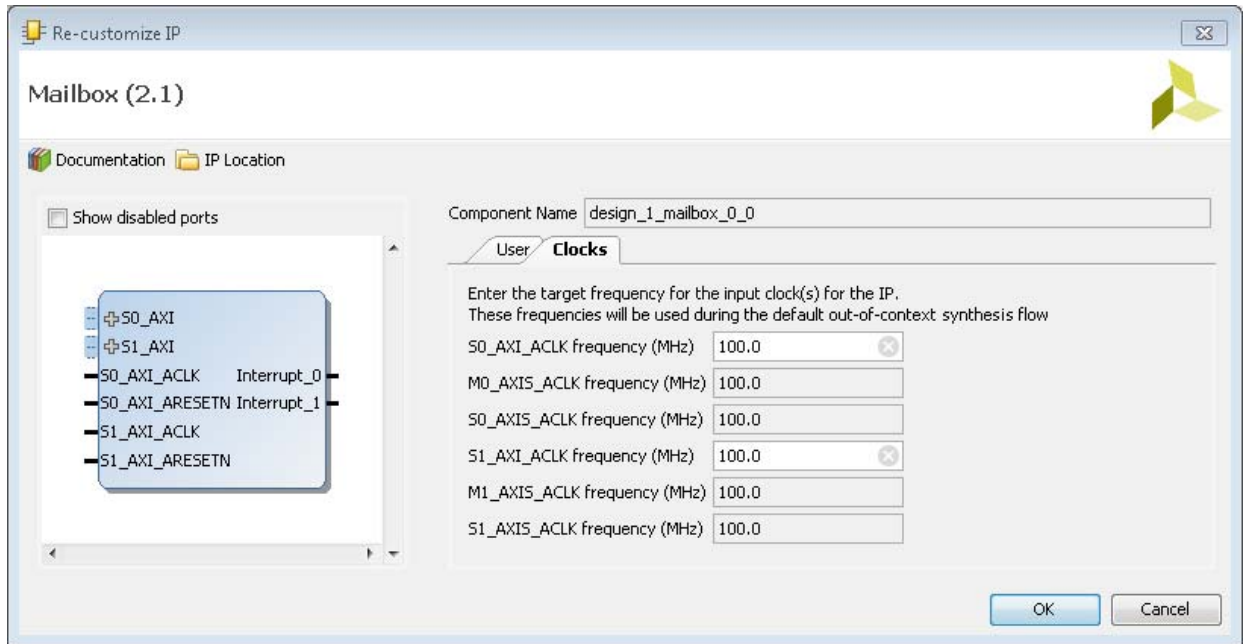 Re-customize IP
Mailbox (2.1)
Documentation IP Location
Show disabled ports
S0_AXI
S1_AXI
S0_AXI_ACLK Interrupt_0
S0_AXI_ARESETN Interrupt_1
S1_AXI_ACLK
S1_AXI_ARESETN
Component Name design_1_mailbox_0_0
User Clocks
Enter the target frequency for the input clock(s) for the IP.
These frequencies will be used during the default out-of-context synthesis flow
S0_AXI_ACLK frequency (MHz) 100.0
M0_AXIS_ACLK frequency (MHz) 100.0
S0_AXIS_ACLK frequency (MHz) 100.0
S1_AXI_ACLK frequency (MHz) 100.0
M1_AXIS_ACLK frequency (MHz) 100.0
S1_AXIS_ACLK frequency (MHz) 100.0
OK Cancel